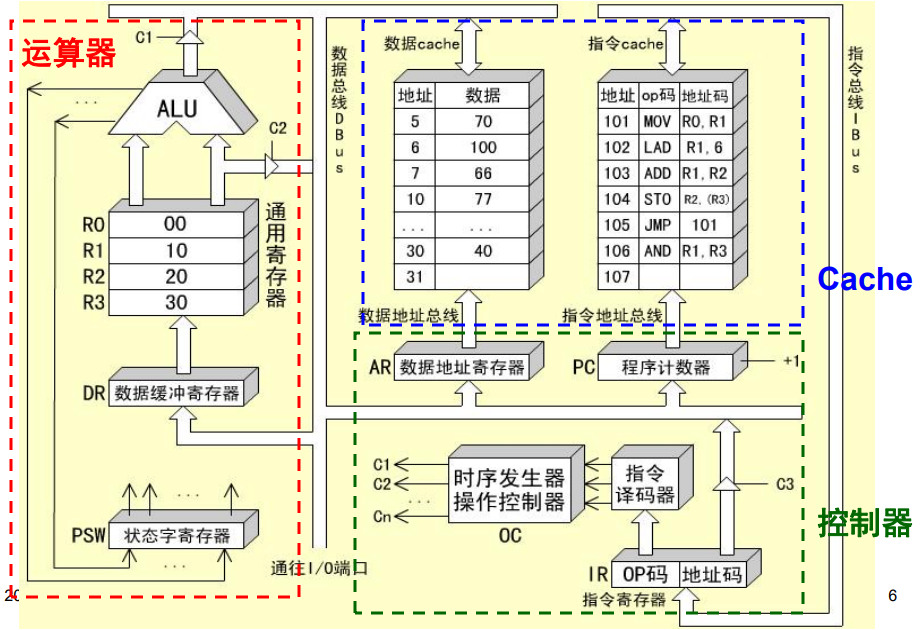 C1
运算器
ALU
C2
R0 00
R1 10
R2 20
R3 30
通用寄存器
DR 数据缓冲寄存器
PSW 状态字寄存器
数据总线DBus
通往I/O端口
数据cache
地址 数据
5 70
6 100
7 66
10 77
... ...
30 40
31
数据地址总线
指令cache
地址 op码 地址码
101 MOV R0, R1
102 LAD R1, 6
103 ADD R1, R2
104 STO R2, (R3)
105 JMP 101
106 AND R1, R3
107
指令地址总线
指令总线IBus
Cache
AR 数据地址寄存器
PC 程序计数器
+1
C1
C2
...
Cn
时序发生器
操作控制器
OC
指令
译码器
C3
控制器
IR OP码 地址码
指令寄存器
20
6